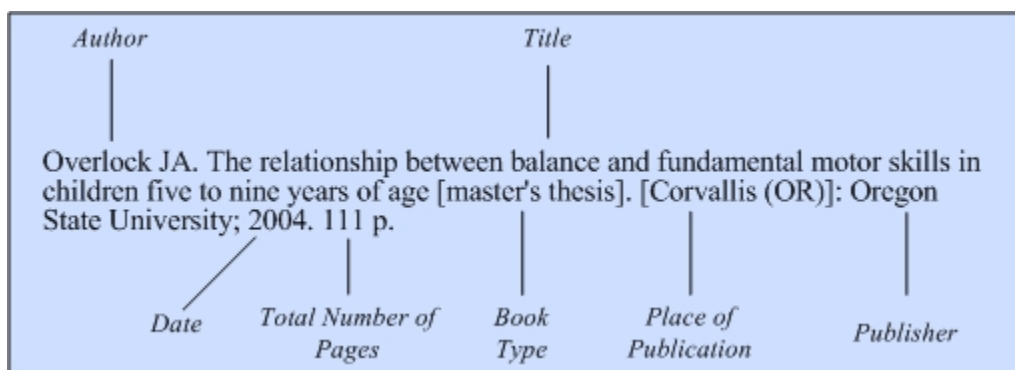 Author Title
Overlock JA. The relationship between balance and fundamental motor skills in
children five to nine years of age [master's thesis]. [Corvallis (OR)]: Oregon
State University; 2004. 111 p.
Date Total Number of Pages Book Type Place of Publication Publisher